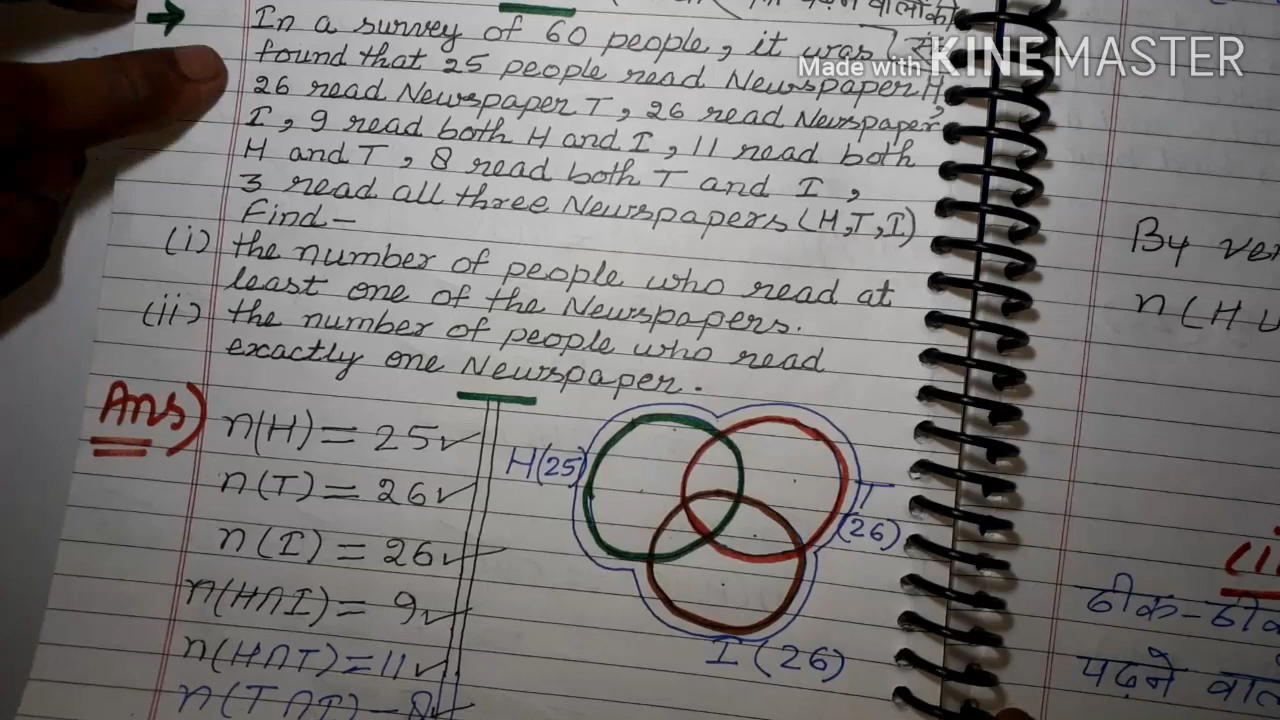 पढ़ने वालों की
In a survey of 60 people, it was
found that 25 people read Newspaper H,
26 read Newspaper T, 26 read Newspaper
I, 9 read both H and I, 11 read both
H and T, 8 read both T and I,
3 read all three Newspapers (H,T,I)
Find—
(i) the number of people who read at
least one of the Newspapers.
(ii) the number of people who read
exactly one Newspaper.
Ans) n(H) = 25✓
n(T) = 26✓
n(I) = 26✓
n(H∩I) = 9✓
n(H∩T) = 11✓
H(25)
T
(26)
I (26)
Made with KINEMASTER
By
n(H U
(ii
ठीक-ठीक
पढ़ने